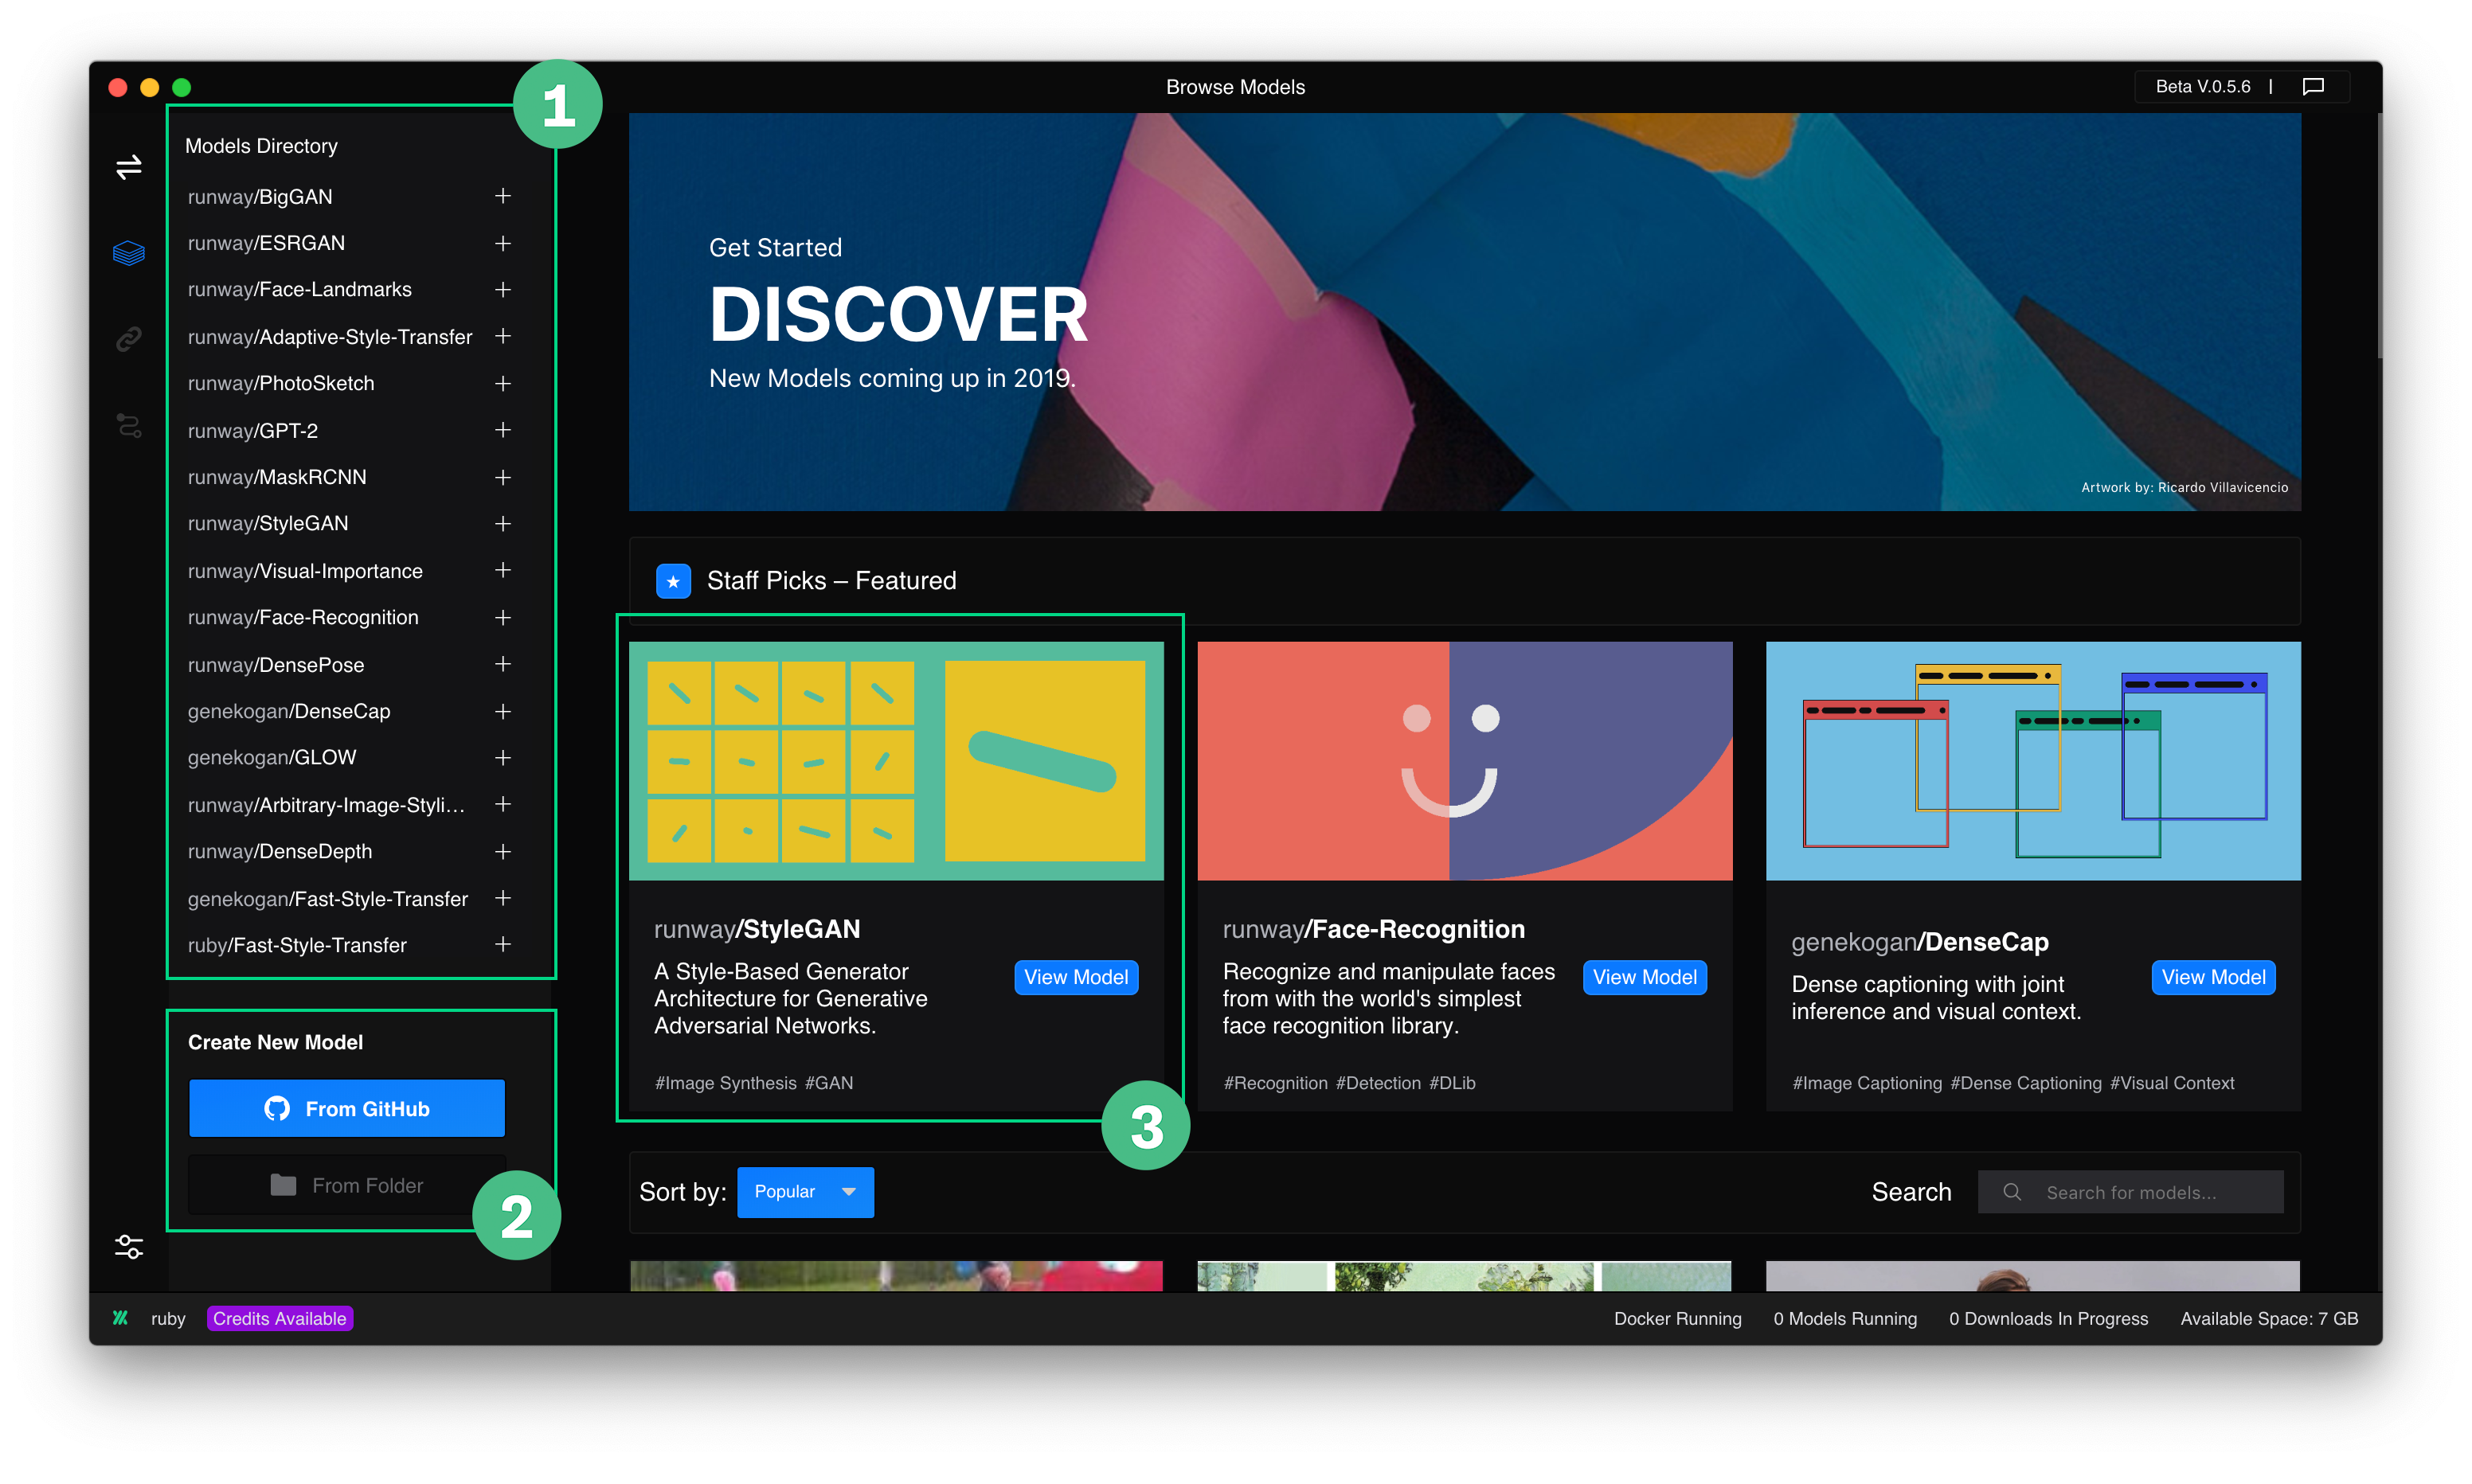 Browse Models
Beta V.0.5.6 |
1
Models Directory
runway/BigGAN
runway/ESRGAN
runway/Face-Landmarks
runway/Adaptive-Style-Transfer
runway/PhotoSketch
runway/GPT-2
runway/MaskRCNN
runway/StyleGAN
runway/Visual-Importance
runway/Face-Recognition
runway/DensePose
genekogan/DenseCap
genekogan/GLOW
runway/Arbitrary-Image-Styli...
runway/DenseDepth
genekogan/Fast-Style-Transfer
ruby/Fast-Style-Transfer
Create New Model
From GitHub
From Folder
2
Get Started
DISCOVER
New Models coming up in 2019.
Artwork by: Ricardo Villavicencio
Staff Picks – Featured
runway/StyleGAN
A Style-Based Generator
Architecture for Generative
Adversarial Networks.
View Model
#Image Synthesis #GAN
3
runway/Face-Recognition
Recognize and manipulate faces
from with the world's simplest
face recognition library.
View Model
#Recognition #Detection #DLib
genekogan/DenseCap
Dense captioning with joint
inference and visual context.
View Model
#Image Captioning #Dense Captioning #Visual Context
Sort by: Popular
Search
Search for models...
ruby
Credits Available
Docker Running
0 Models Running
0 Downloads In Progress
Available Space: 7 GB